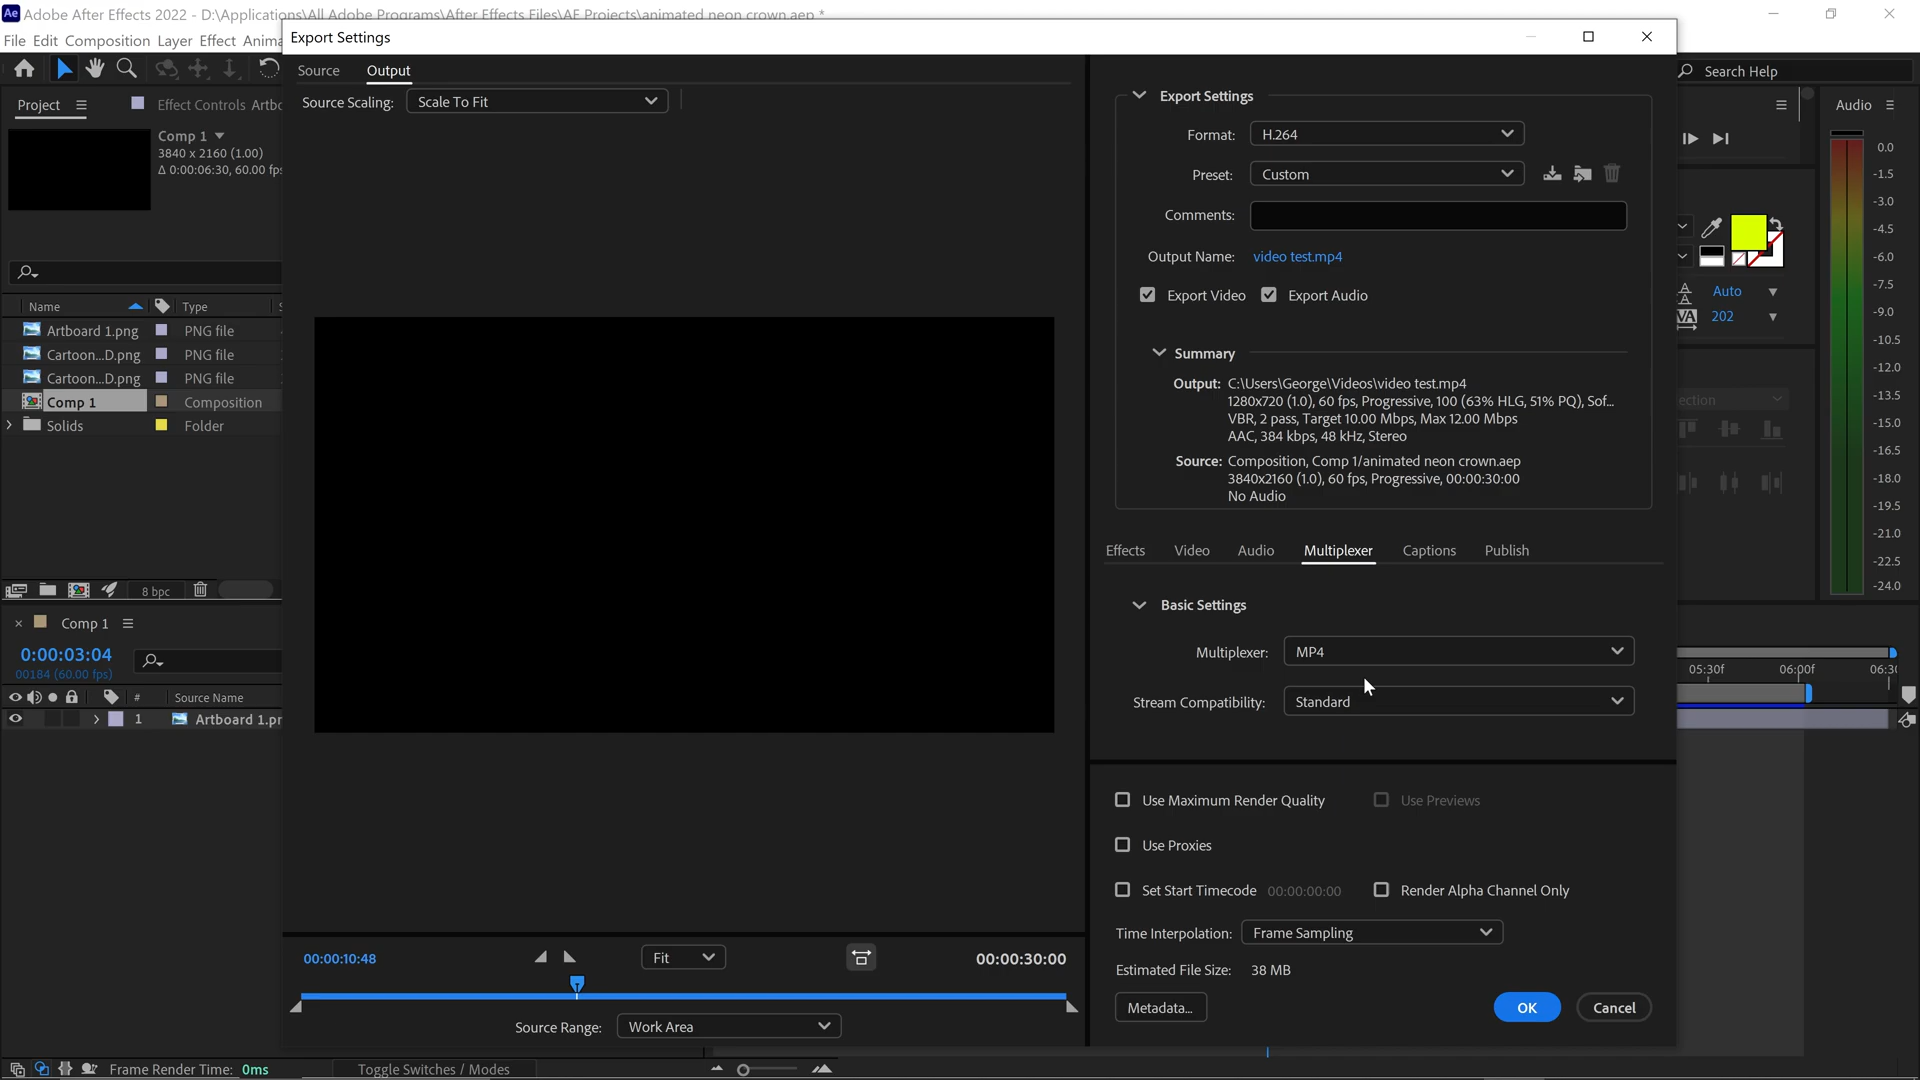 Adobe After Effects 2022 - D:\Applications\All Adobe Programs\After Effects Files\AE Projects\animated neon crown.aep *
File Edit Composition Layer Effect Anima
Export Settings
Source Output
Source Scaling: Scale To Fit
Search Help
Project
Effect Controls Artbo
Comp 1
3840 x 2160 (1.00)
Δ 0:00:06:30, 60.00 fps
Name Type S
Artboard 1.png PNG file
Cartoon...D.png PNG file
Cartoon...D.png PNG file
Comp 1 Composition
Solids Folder
8 bpc
Comp 1
0:00:03:04
00184 (60.00 fps)
# Source Name
1 Artboard 1.pr
Frame Render Time: 0ms
Toggle Switches / Modes
00:00:10:48
Fit
00:00:30:00
Source Range: Work Area
Export Settings
Format: H.264
Preset: Custom
Comments:
Output Name: video test.mp4
Export Video Export Audio
Summary
Output: C:\Users\George\Videos\video test.mp4
1280x720 (1.0), 60 fps, Progressive, 100 (63% HLG, 51% PQ), Sof...
VBR, 2 pass, Target 10.00 Mbps, Max 12.00 Mbps
AAC, 384 kbps, 48 kHz, Stereo
Source: Composition, Comp 1/animated neon crown.aep
3840x2160 (1.0), 60 fps, Progressive, 00:00:30:00
No Audio
Effects Video Audio Multiplexer Captions Publish
Basic Settings
Multiplexer: MP4
Stream Compatibility: Standard
Use Maximum Render Quality Use Previews
Use Proxies
Set Start Timecode 00:00:00:00 Render Alpha Channel Only
Time Interpolation: Frame Sampling
Estimated File Size: 38 MB
Metadata...
OK
Cancel
Audio
0.0
-1.5
-3.0
-4.5
-6.0
-7.5
-9.0
-10.5
-12.0
-13.5
-15.0
-16.5
-18.0
-19.5
-21.0
-22.5
-24.0
Auto
VA 202
ection
05:30f 06:00f 06:30